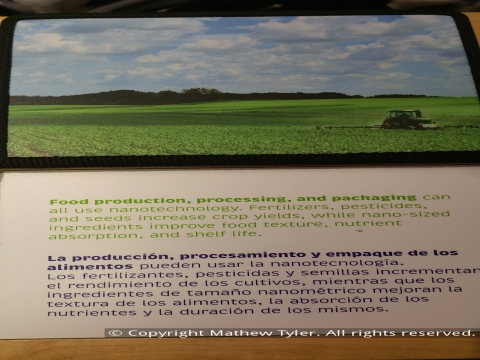 Food production, processing, and packaging can
all use nanotechnology. Fertilizers, pesticides,
and seeds increase crop yields, while nano-sized
ingredients improve food texture, nutrient
absorption, and shelf life.
La producción, procesamiento y empaque de los
alimentos pueden usar la nanotecnología.
Los fertilizantes, pesticidas y semillas incrementan
el rendimiento de los cultivos, mientras que los
ingredientes de tamaño nanométrico mejoran la
textura de los alimentos, la absorción de los
nutrientes y la duración de los mismos.
© Copyright Mathew Tyler. All rights reserved.